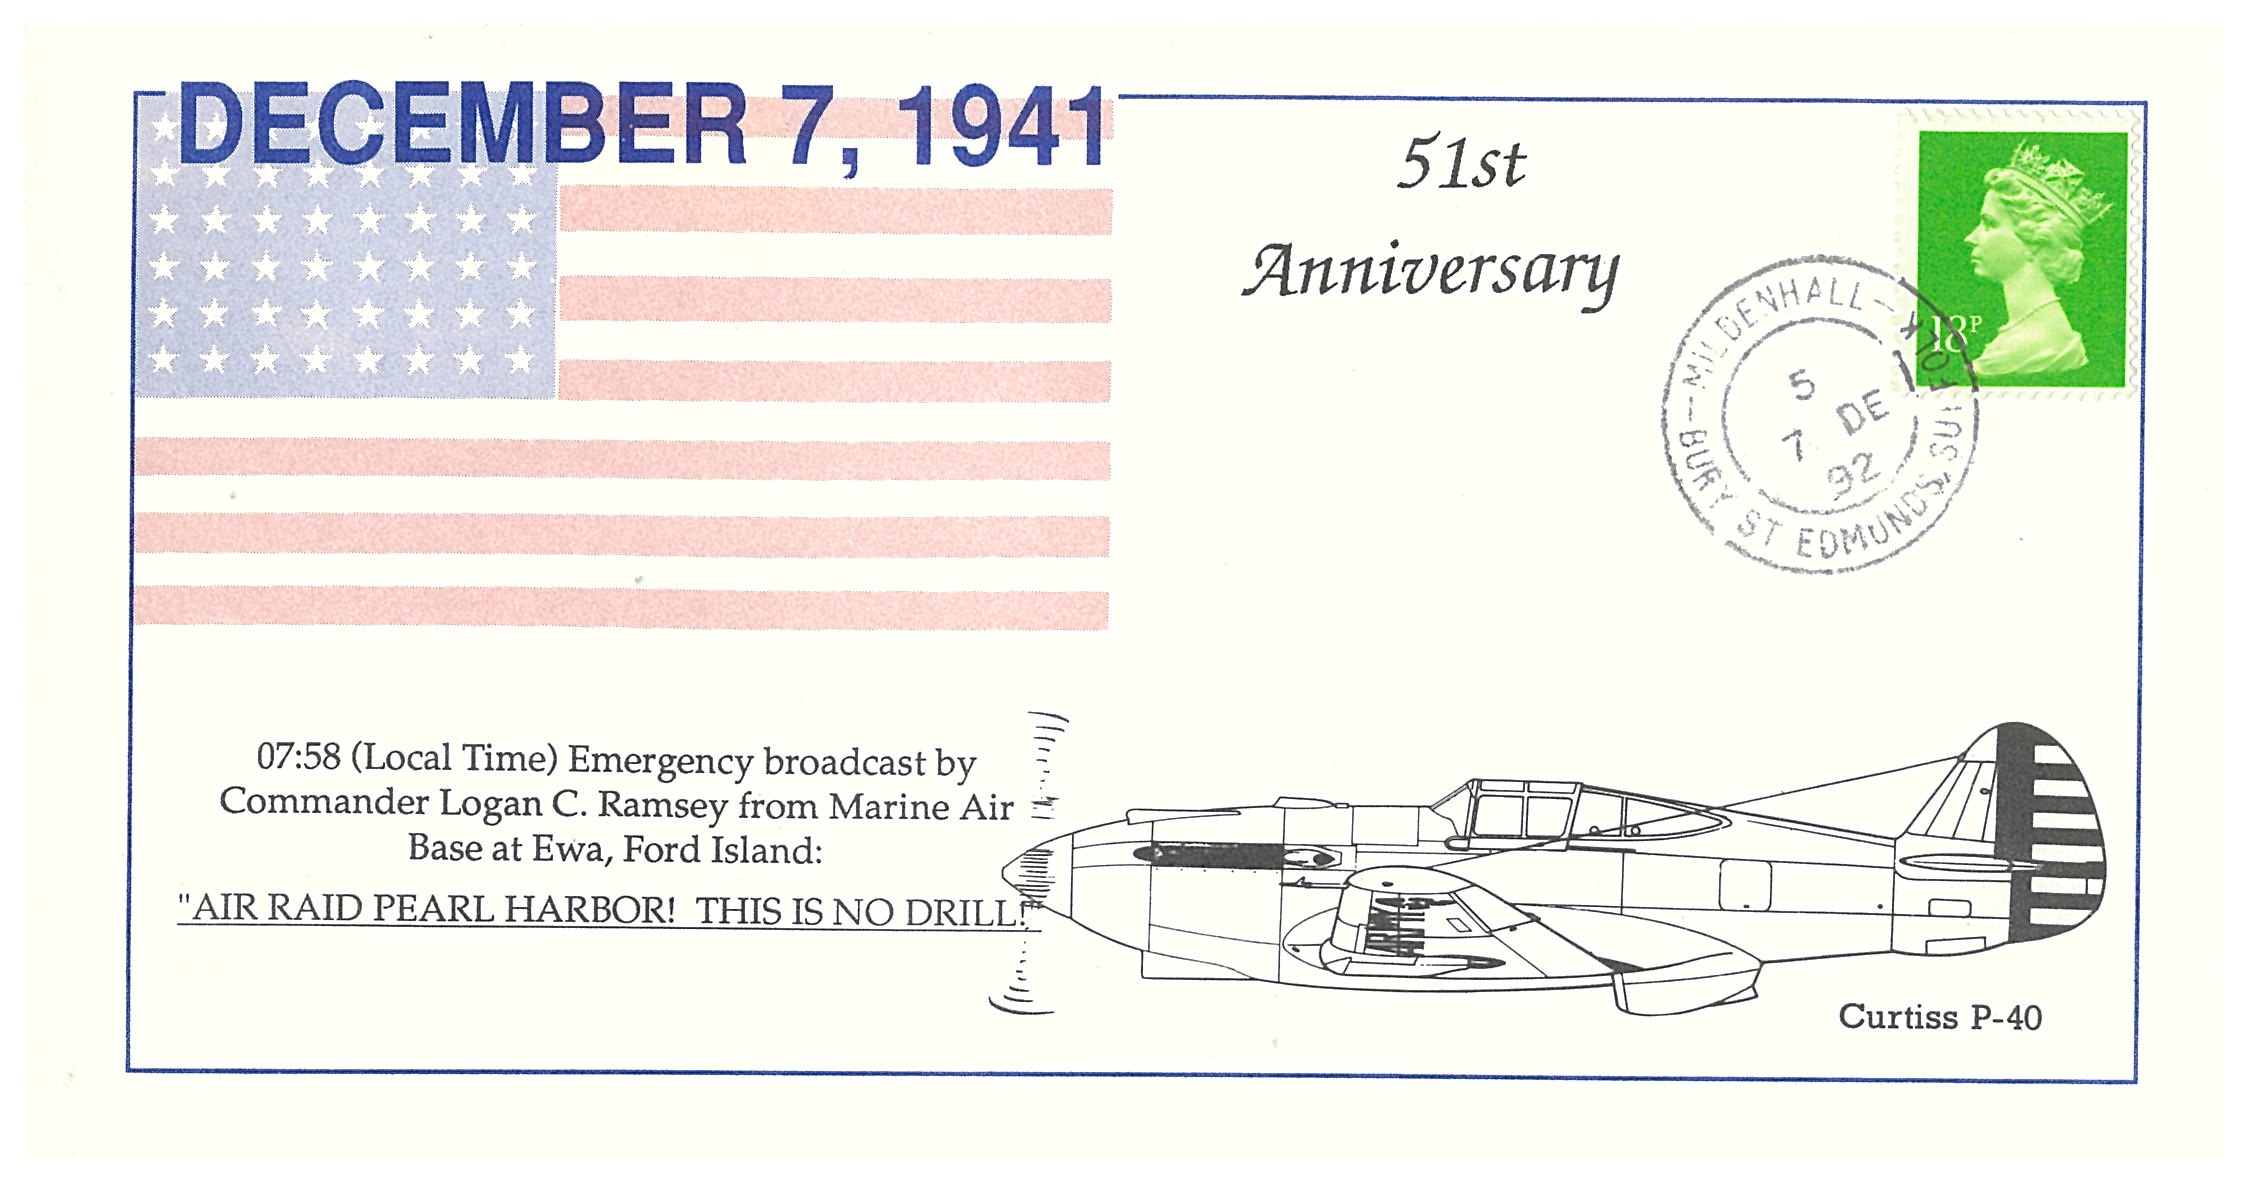 DECEMBER 7, 1941
51st
Anniversary
18P
MILDENHALL - BURY ST EDMUNDS, SUFFOLK
5
7 DE
92
07:58 (Local Time) Emergency broadcast by
Commander Logan C. Ramsey from Marine Air
Base at Ewa, Ford Island:
"AIR RAID PEARL HARBOR!  THIS IS NO DRILL!"
Curtiss P-40